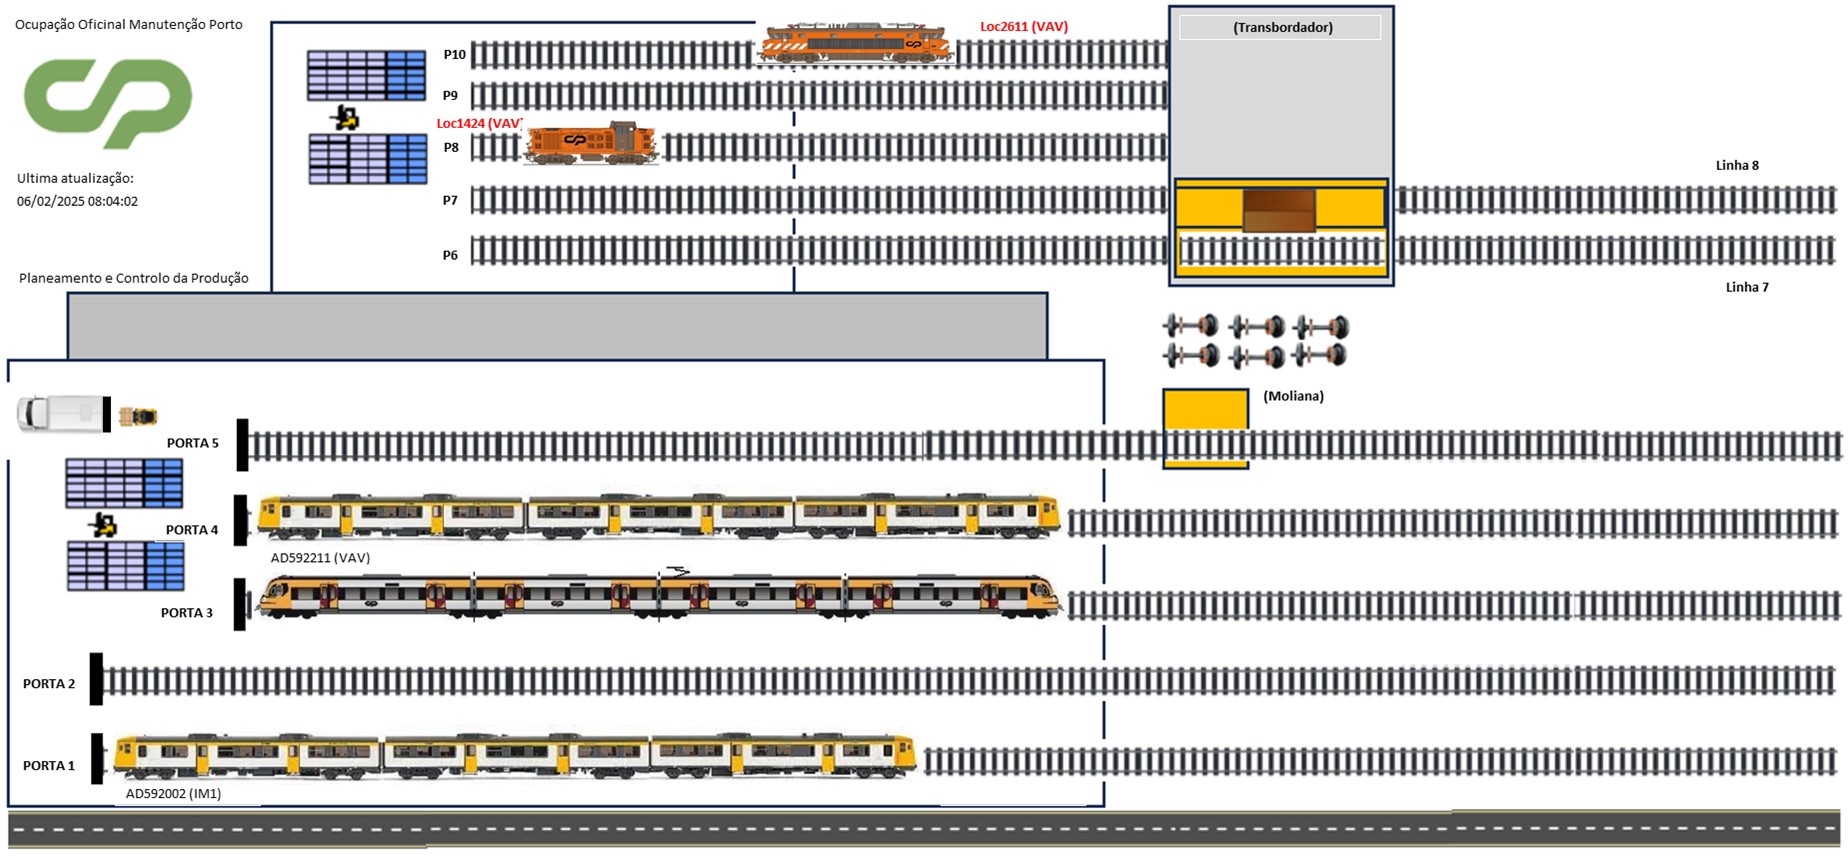 Ocupação Oficinal Manutenção Porto
Loc2611 (VAV)
(Transbordador)
P10
P9
Loc1424 (VAV)
P8
Linha 8
Ultima atualização:
06/02/2025 08:04:02
P7
P6
Planeamento e Controlo da Produção
Linha 7
(Moliana)
PORTA 5
PORTA 4
AD592211 (VAV)
PORTA 3
PORTA 2
PORTA 1
AD592002 (IM1)